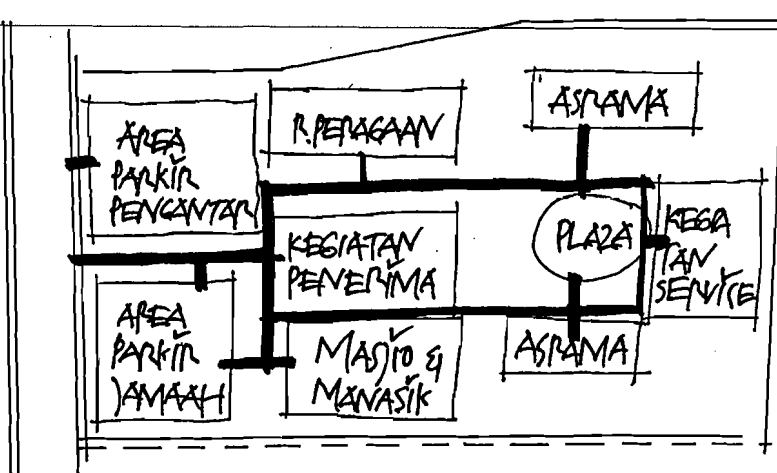 ASRAMA
AREA
PARKIR
PENGANTAR
R.PERAGAAN
KEGIATAN
PENERIMA
PLAZA
KEGIA
TAN
SERVICE
AREA
PARKIR
JAMAAH
MASJID &
MANASIK
ASRAMA